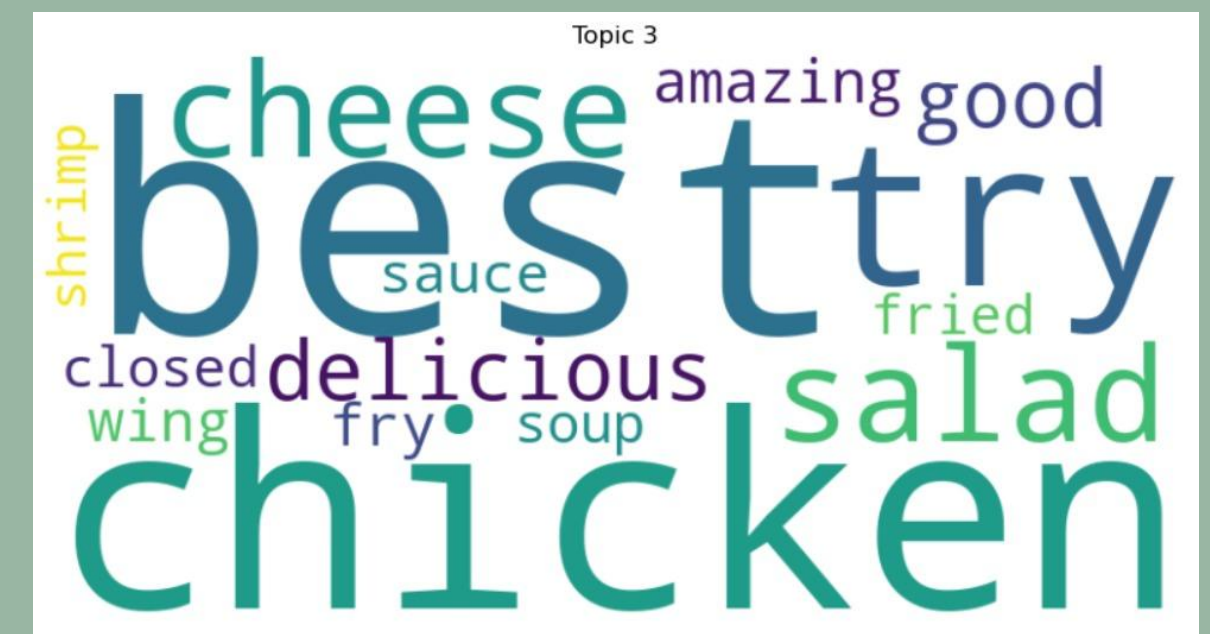 Topic 3
cheese
amazing
good
shrimp
best
try
sauce
fried
closed
delicious
salad
wing
fry
soup
chicken